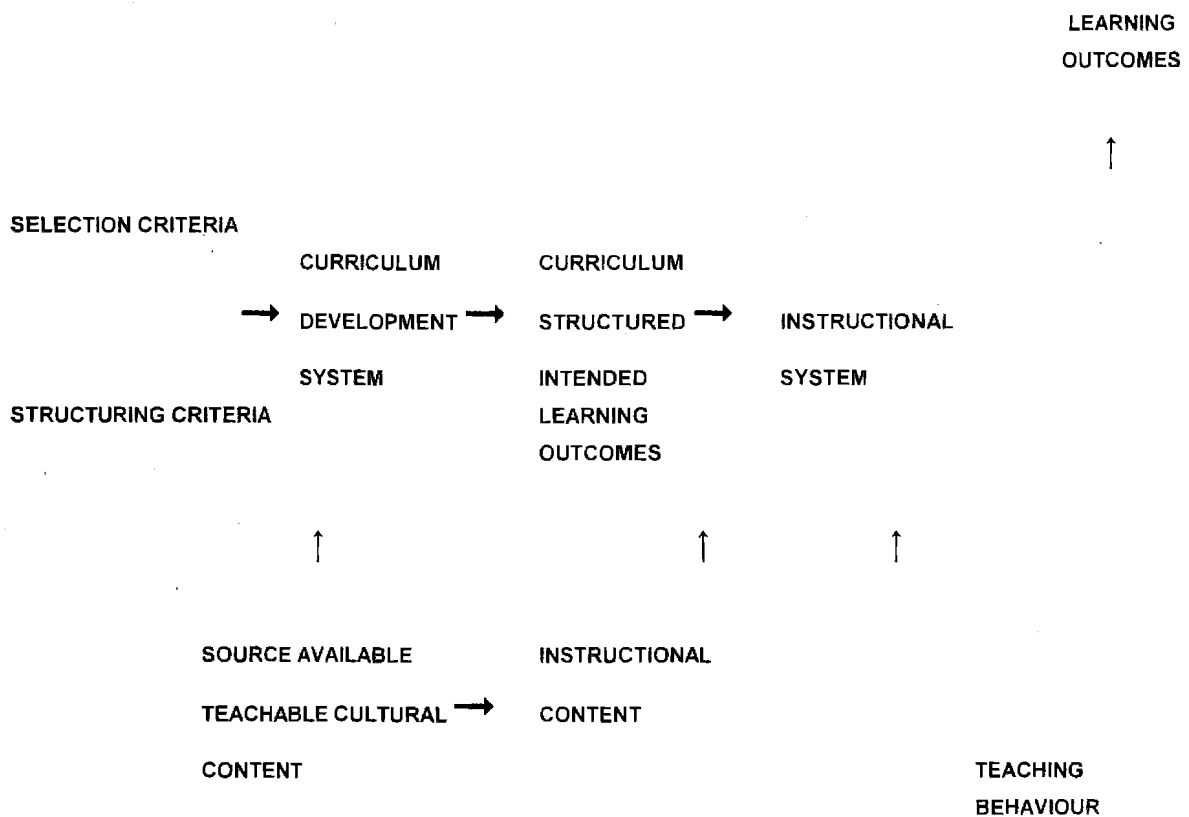 LEARNING
OUTCOMES
↑
SELECTION CRITERIA
CURRICULUM CURRICULUM
→ DEVELOPMENT → STRUCTURED → INSTRUCTIONAL
SYSTEM INTENDED SYSTEM
STRUCTURING CRITERIA LEARNING
OUTCOMES
↑ ↑ ↑
SOURCE AVAILABLE INSTRUCTIONAL
TEACHABLE CULTURAL → CONTENT
CONTENT TEACHING
BEHAVIOUR